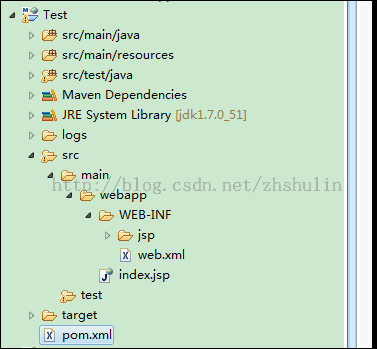 Test
src/main/java
src/main/resources
src/test/java
Maven Dependencies
JRE System Library [jdk1.7.0_51]
logs
src
main
http://blog.csdn.net/zhshulin
webapp
WEB-INF
jsp
web.xml
index.jsp
test
target
pom.xml